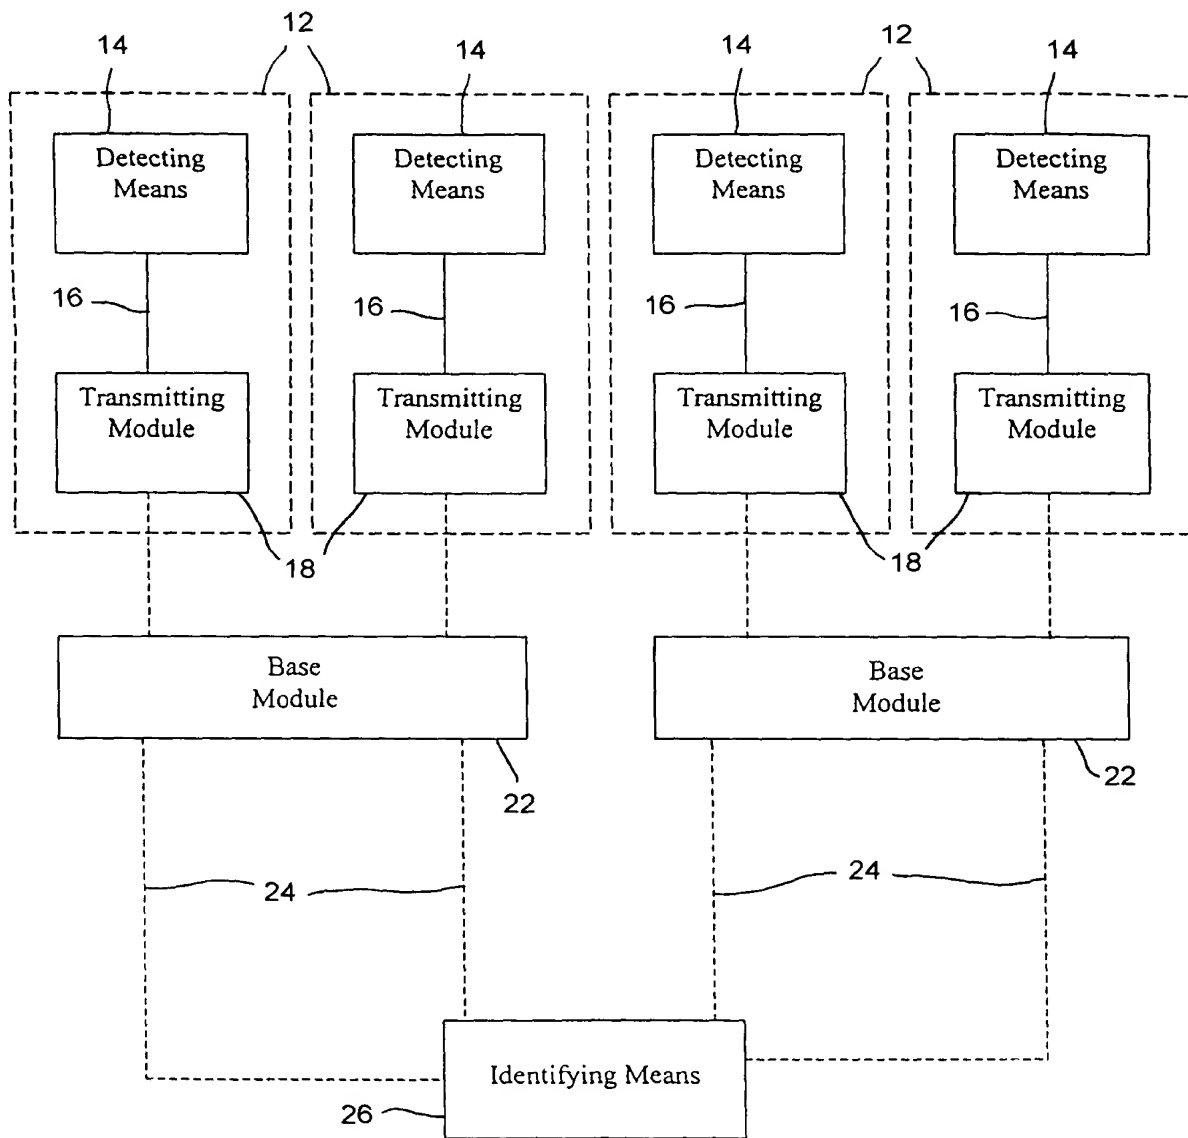 12 12
14 14 14 14
Detecting Means Detecting Means Detecting Means Detecting Means
16 16 16 16
Transmitting Module Transmitting Module Transmitting Module Transmitting Module
18 18
Base Module Base Module
22 22
24 24
Identifying Means
26